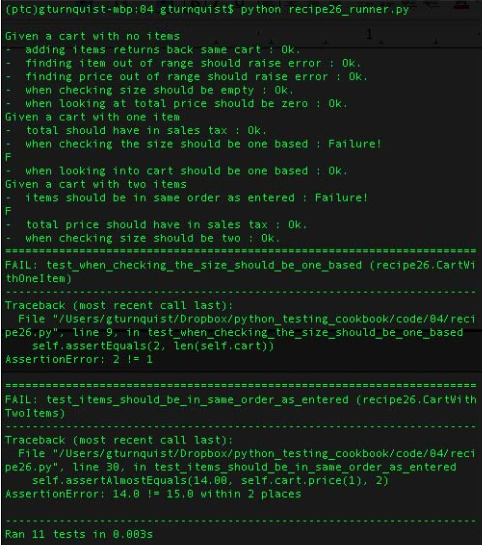 (ptc)gturnquist-mbp:04 gturnquist$ python recipe26_runner.py
Given a cart with no items
- adding items returns back same cart : Ok.
- finding item out of range should raise error : Ok.
- finding price out of range should raise error : Ok.
- when checking size should be empty : Ok.
- when looking at total price should be zero : Ok.
Given a cart with one item
- total should have in sales tax : Ok.
- when checking the size should be one based : Failure!
F
- when looking into cart should be one based : Ok.
Given a cart with two items
- items should be in same order as entered : Failure!
F
- total price should have in sales tax : Ok.
- when checking size should be two : Ok.
======================================================================
FAIL: test_when_checking_the_size_should_be_one_based (recipe26.CartWi
thOneItem)
----------------------------------------------------------------------
Traceback (most recent call last):
File "/Users/gturnquist/Dropbox/python_testing_cookbook/code/04/reci
pe26.py", line 9, in test_when_checking_the_size_should_be_one_based
self.assertEquals(2, len(self.cart))
AssertionError: 2 != 1
======================================================================
FAIL: test_items_should_be_in_same_order_as_entered (recipe26.CartWith
TwoItems)
----------------------------------------------------------------------
Traceback (most recent call last):
File "/Users/gturnquist/Dropbox/python_testing_cookbook/code/04/reci
pe26.py", line 30, in test_items_should_be_in_same_order_as_entered
self.assertAlmostEquals(14.00, self.cart.price(1), 2)
AssertionError: 14.0 != 15.0 within 2 places
----------------------------------------------------------------------
Ran 11 tests in 0.003s